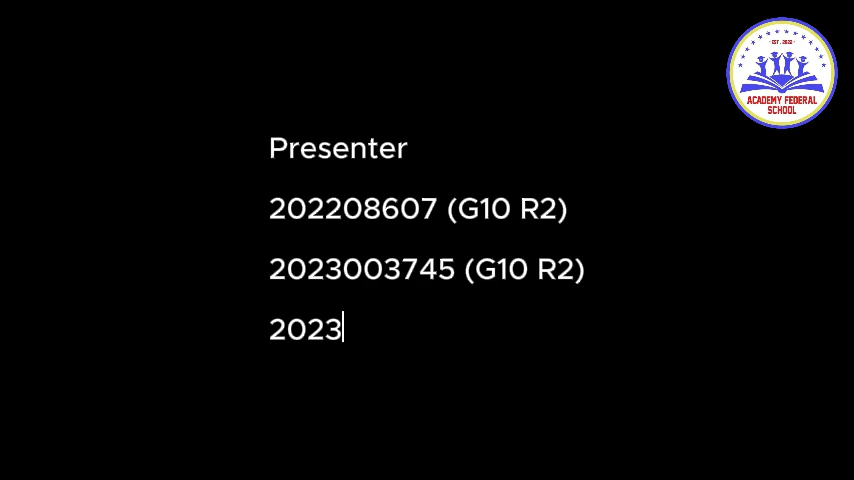 EST. 2022
ACADEMY FEDERAL
SCHOOL
Presenter
202208607 (G10 R2)
2023003745 (G10 R2)
2023